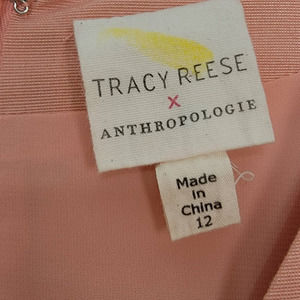 TRACY REESE
x
ANTHROPOLOGIE
Made
in
China
12